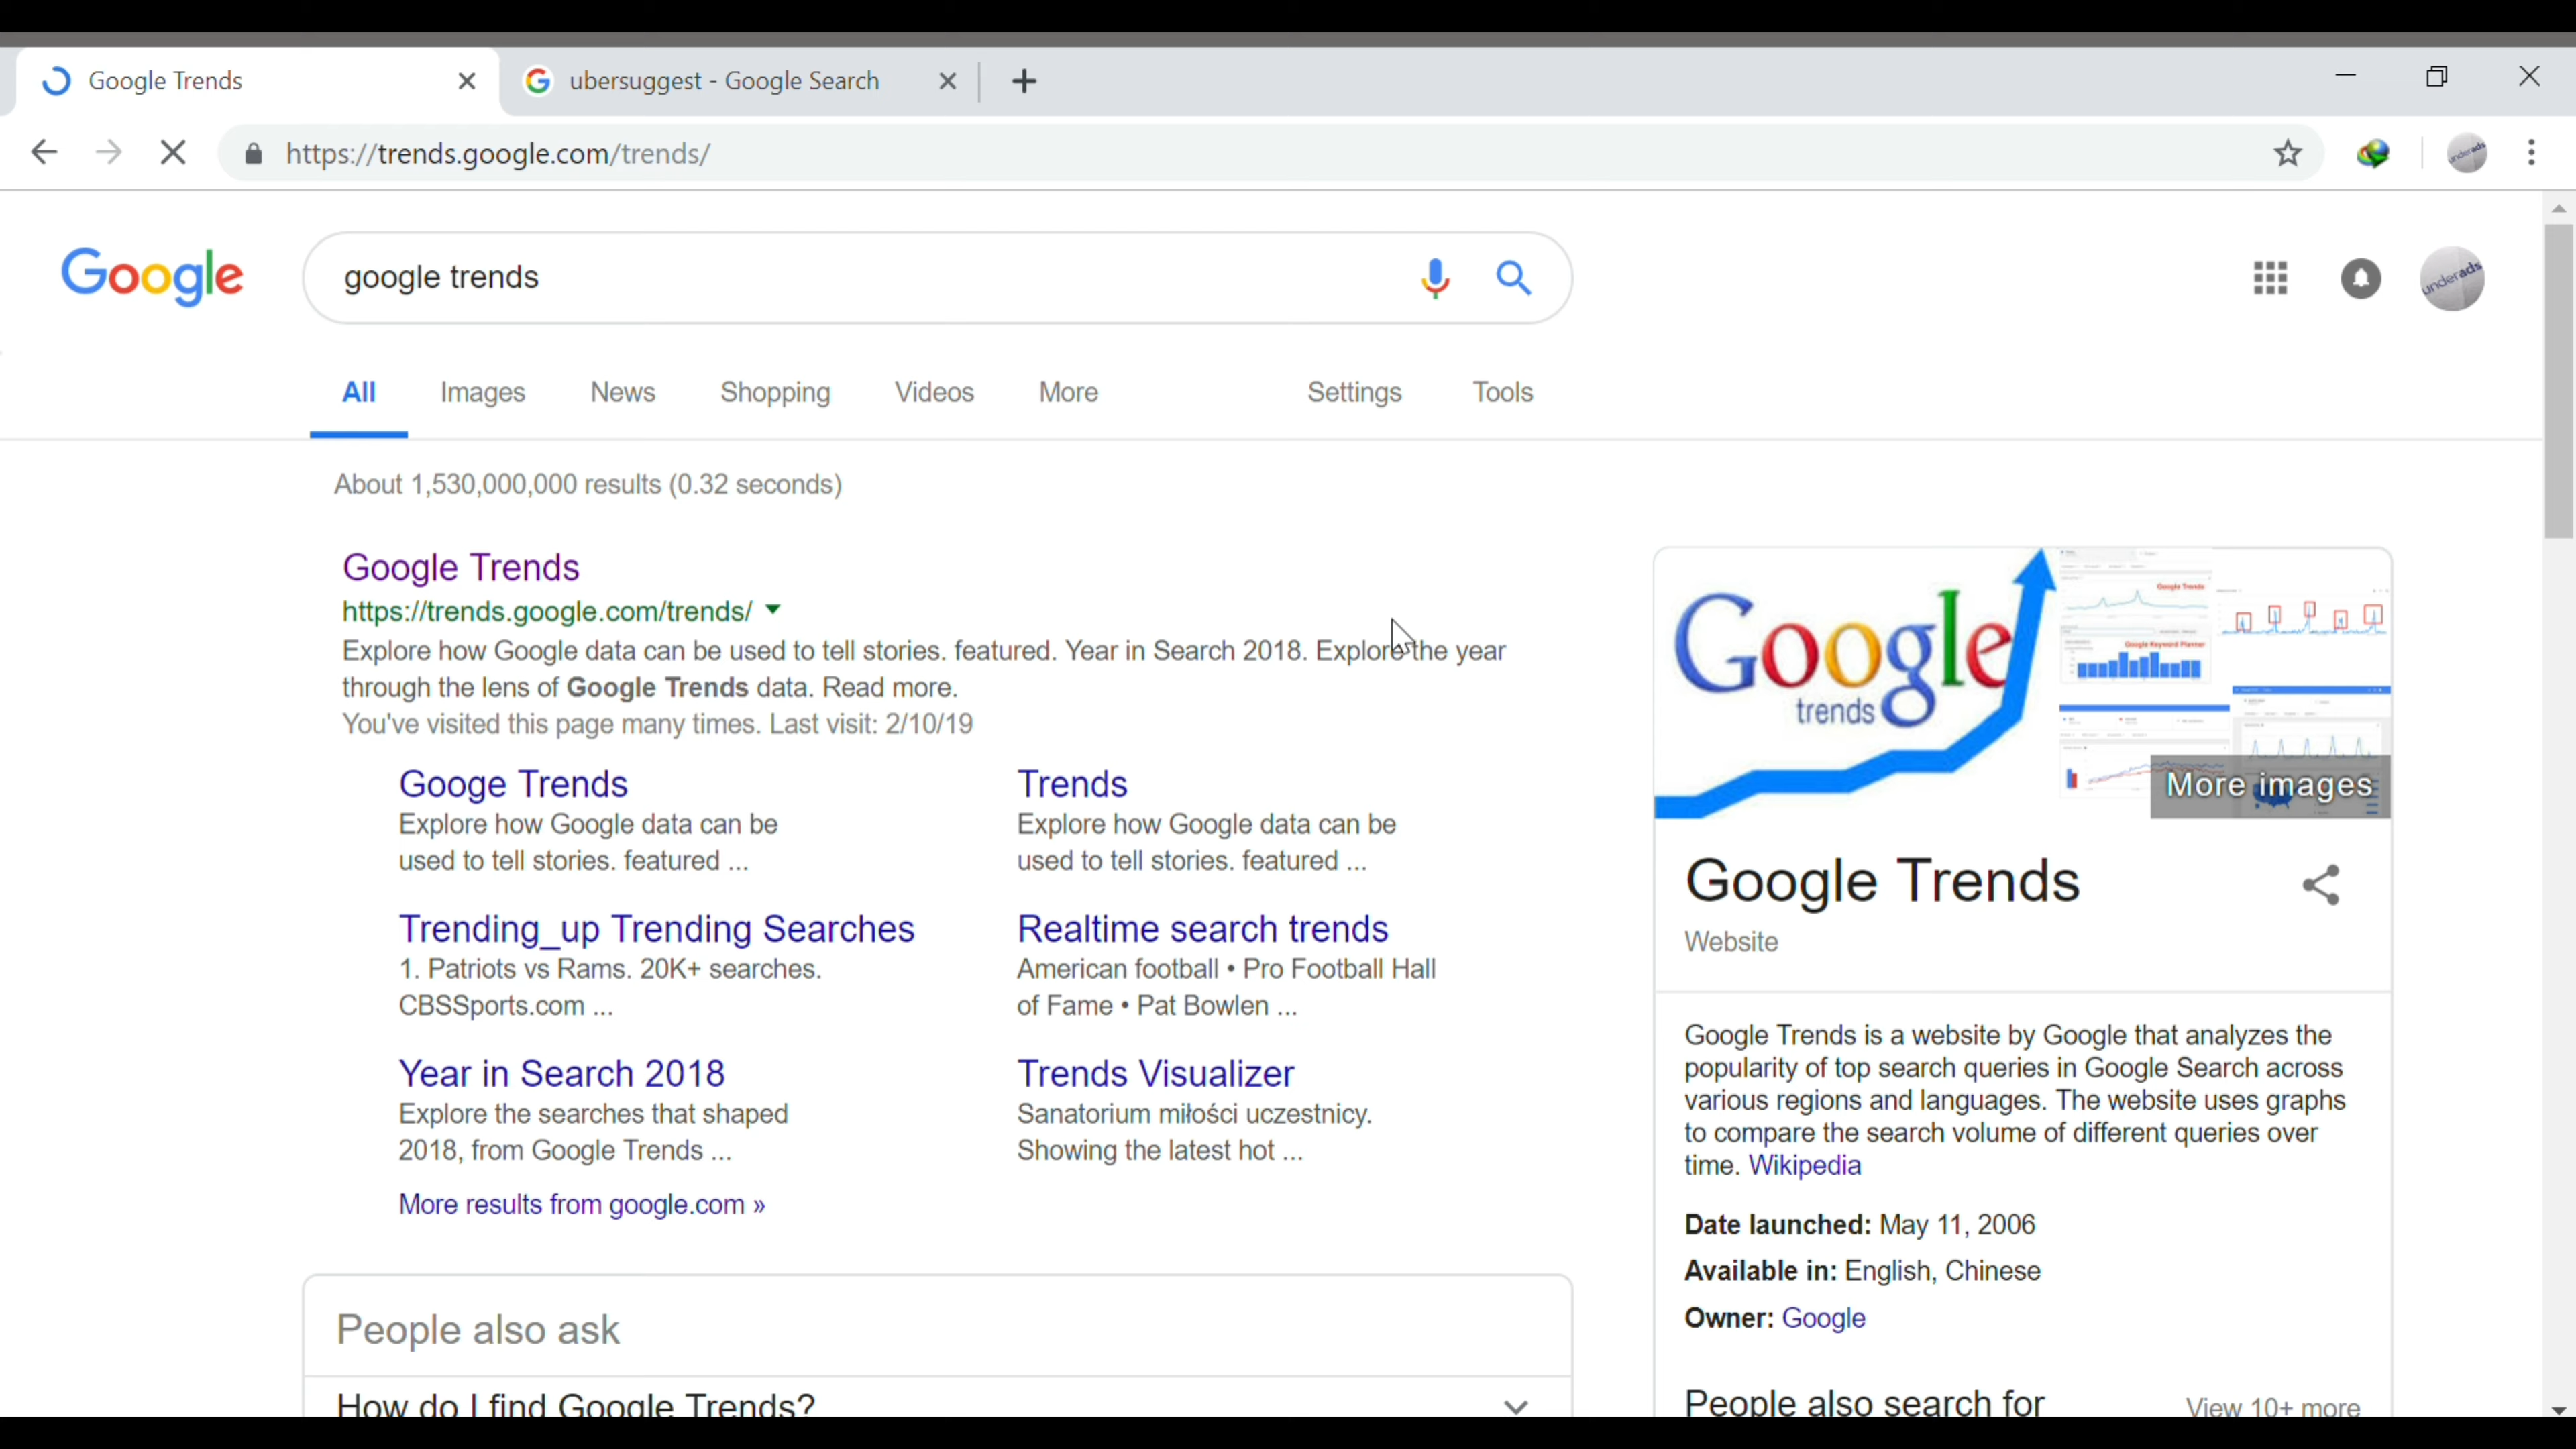 Google Trends
ubersuggest - Google Search
https://trends.google.com/trends/
underads
Google
google trends
underads
All Images News Shopping Videos More Settings Tools
About 1,530,000,000 results (0.32 seconds)
Google Trends
https://trends.google.com/trends/
Explore how Google data can be used to tell stories. featured. Year in Search 2018. Explore the year
through the lens of Google Trends data. Read more.
You've visited this page many times. Last visit: 2/10/19
Googe Trends
Explore how Google data can be
used to tell stories. featured ...
Trends
Explore how Google data can be
used to tell stories. featured ...
Trending_up Trending Searches
1. Patriots vs Rams. 20K+ searches.
CBSSports.com ...
Realtime search trends
American football • Pro Football Hall
of Fame • Pat Bowlen ...
Year in Search 2018
Explore the searches that shaped
2018, from Google Trends ...
Trends Visualizer
Sanatorium miłości uczestnicy.
Showing the latest hot ...
More results from google.com »
People also ask
How do I find Google Trends?
Google
trends
Google Trends
Google Keyword Planner
More images
Google Trends
Website
Google Trends is a website by Google that analyzes the
popularity of top search queries in Google Search across
various regions and languages. The website uses graphs
to compare the search volume of different queries over
time. Wikipedia
Date launched: May 11, 2006
Available in: English, Chinese
Owner: Google
People also search for
View 10+ more